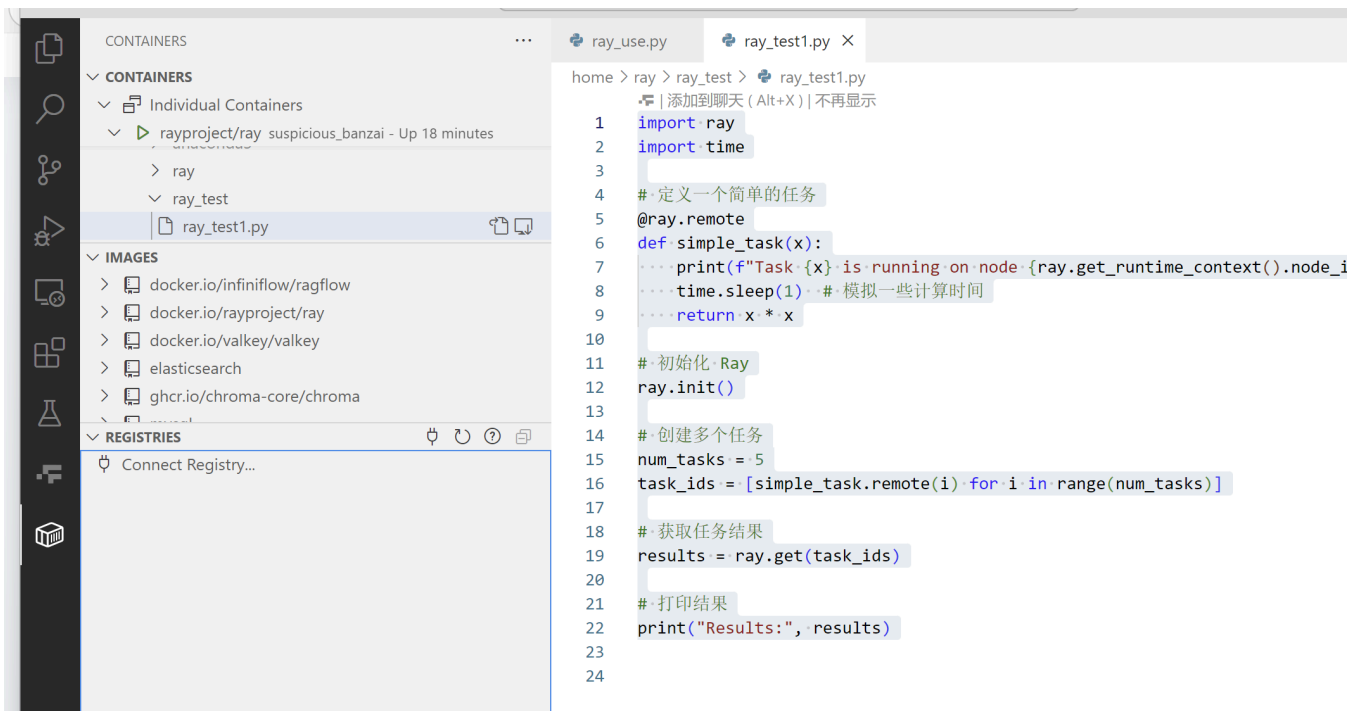 CONTAINERS
CONTAINERS
Individual Containers
rayproject/ray suspicious_banzai - Up 18 minutes
ray
ray_test
ray_test1.py
IMAGES
docker.io/infiniflow/ragflow
docker.io/rayproject/ray
docker.io/valkey/valkey
elasticsearch
ghcr.io/chroma-core/chroma
REGISTRIES
Connect Registry...
ray_use.py
ray_test1.py
home > ray > ray_test > ray_test1.py
| 添加到聊天 ( Alt+X ) | 不再显示
1 import ray
2 import time
3
4 # 定义一个简单的任务
5 @ray.remote
6 def simple_task(x):
7     print(f"Task {x} is running on node {ray.get_runtime_context().node_i
8     time.sleep(1)  # 模拟一些计算时间
9     return x * x
10
11 # 初始化 Ray
12 ray.init()
13
14 # 创建多个任务
15 num_tasks = 5
16 task_ids = [simple_task.remote(i) for i in range(num_tasks)]
17
18 # 获取任务结果
19 results = ray.get(task_ids)
20
21 # 打印结果
22 print("Results:", results)
23
24